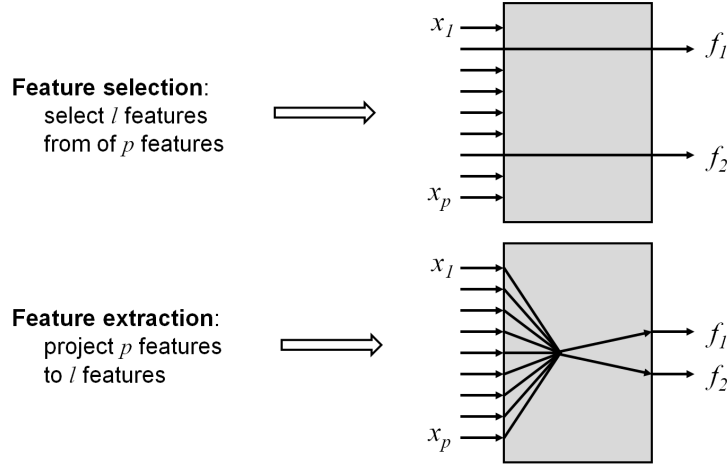 x1
f1
Feature selection:
select l features
from of p features
f2
xp
x1
Feature extraction:
project p features
to l features
f1
f2
xp